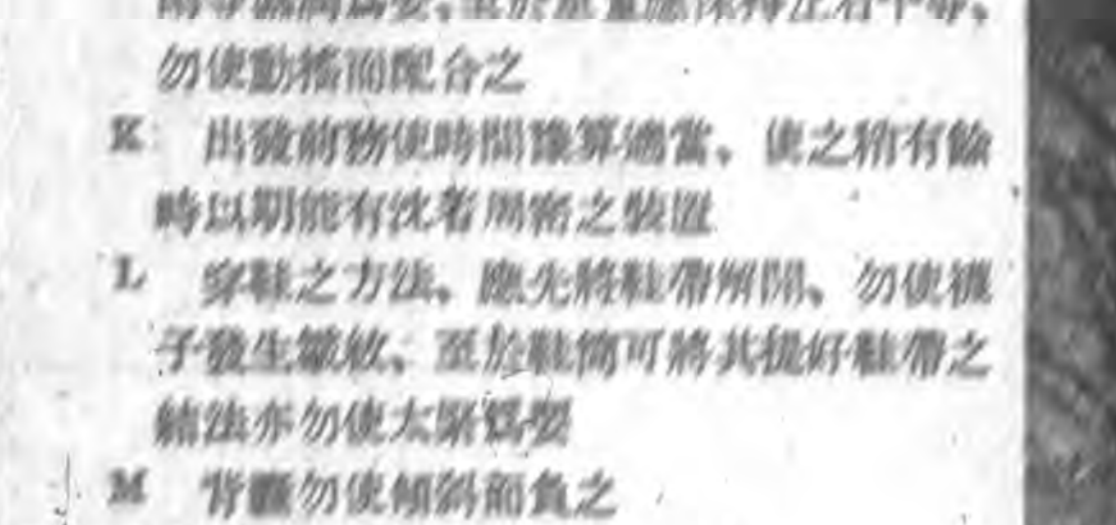 勿使動搖而配合之
K 出發前務使時間豫算適當、使之稍有餘
時以期能有沈着周密之裝置
L 穿鞋之方法、應先將鞋帶解開、勿使襪
子發生皺紋、至於鞋筒可將其提好鞋帶之
結法亦勿使太緊爲要
M 背囊勿使傾斜而負之